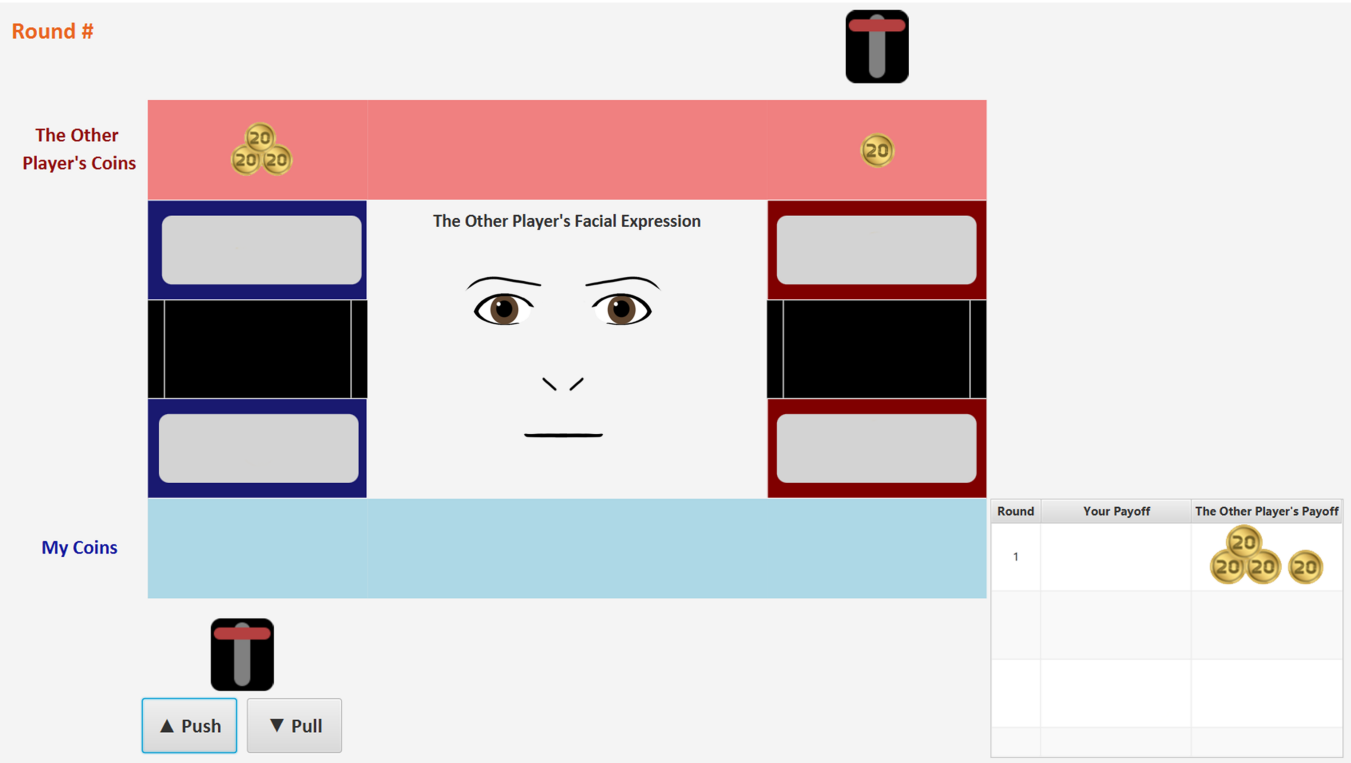 Round #
The Other
Player's Coins
20
20 20
20
The Other Player's Facial Expression
My Coins
Round Your Payoff The Other Player's Payoff
1
20
20 20 20
▲ Push ▼ Pull